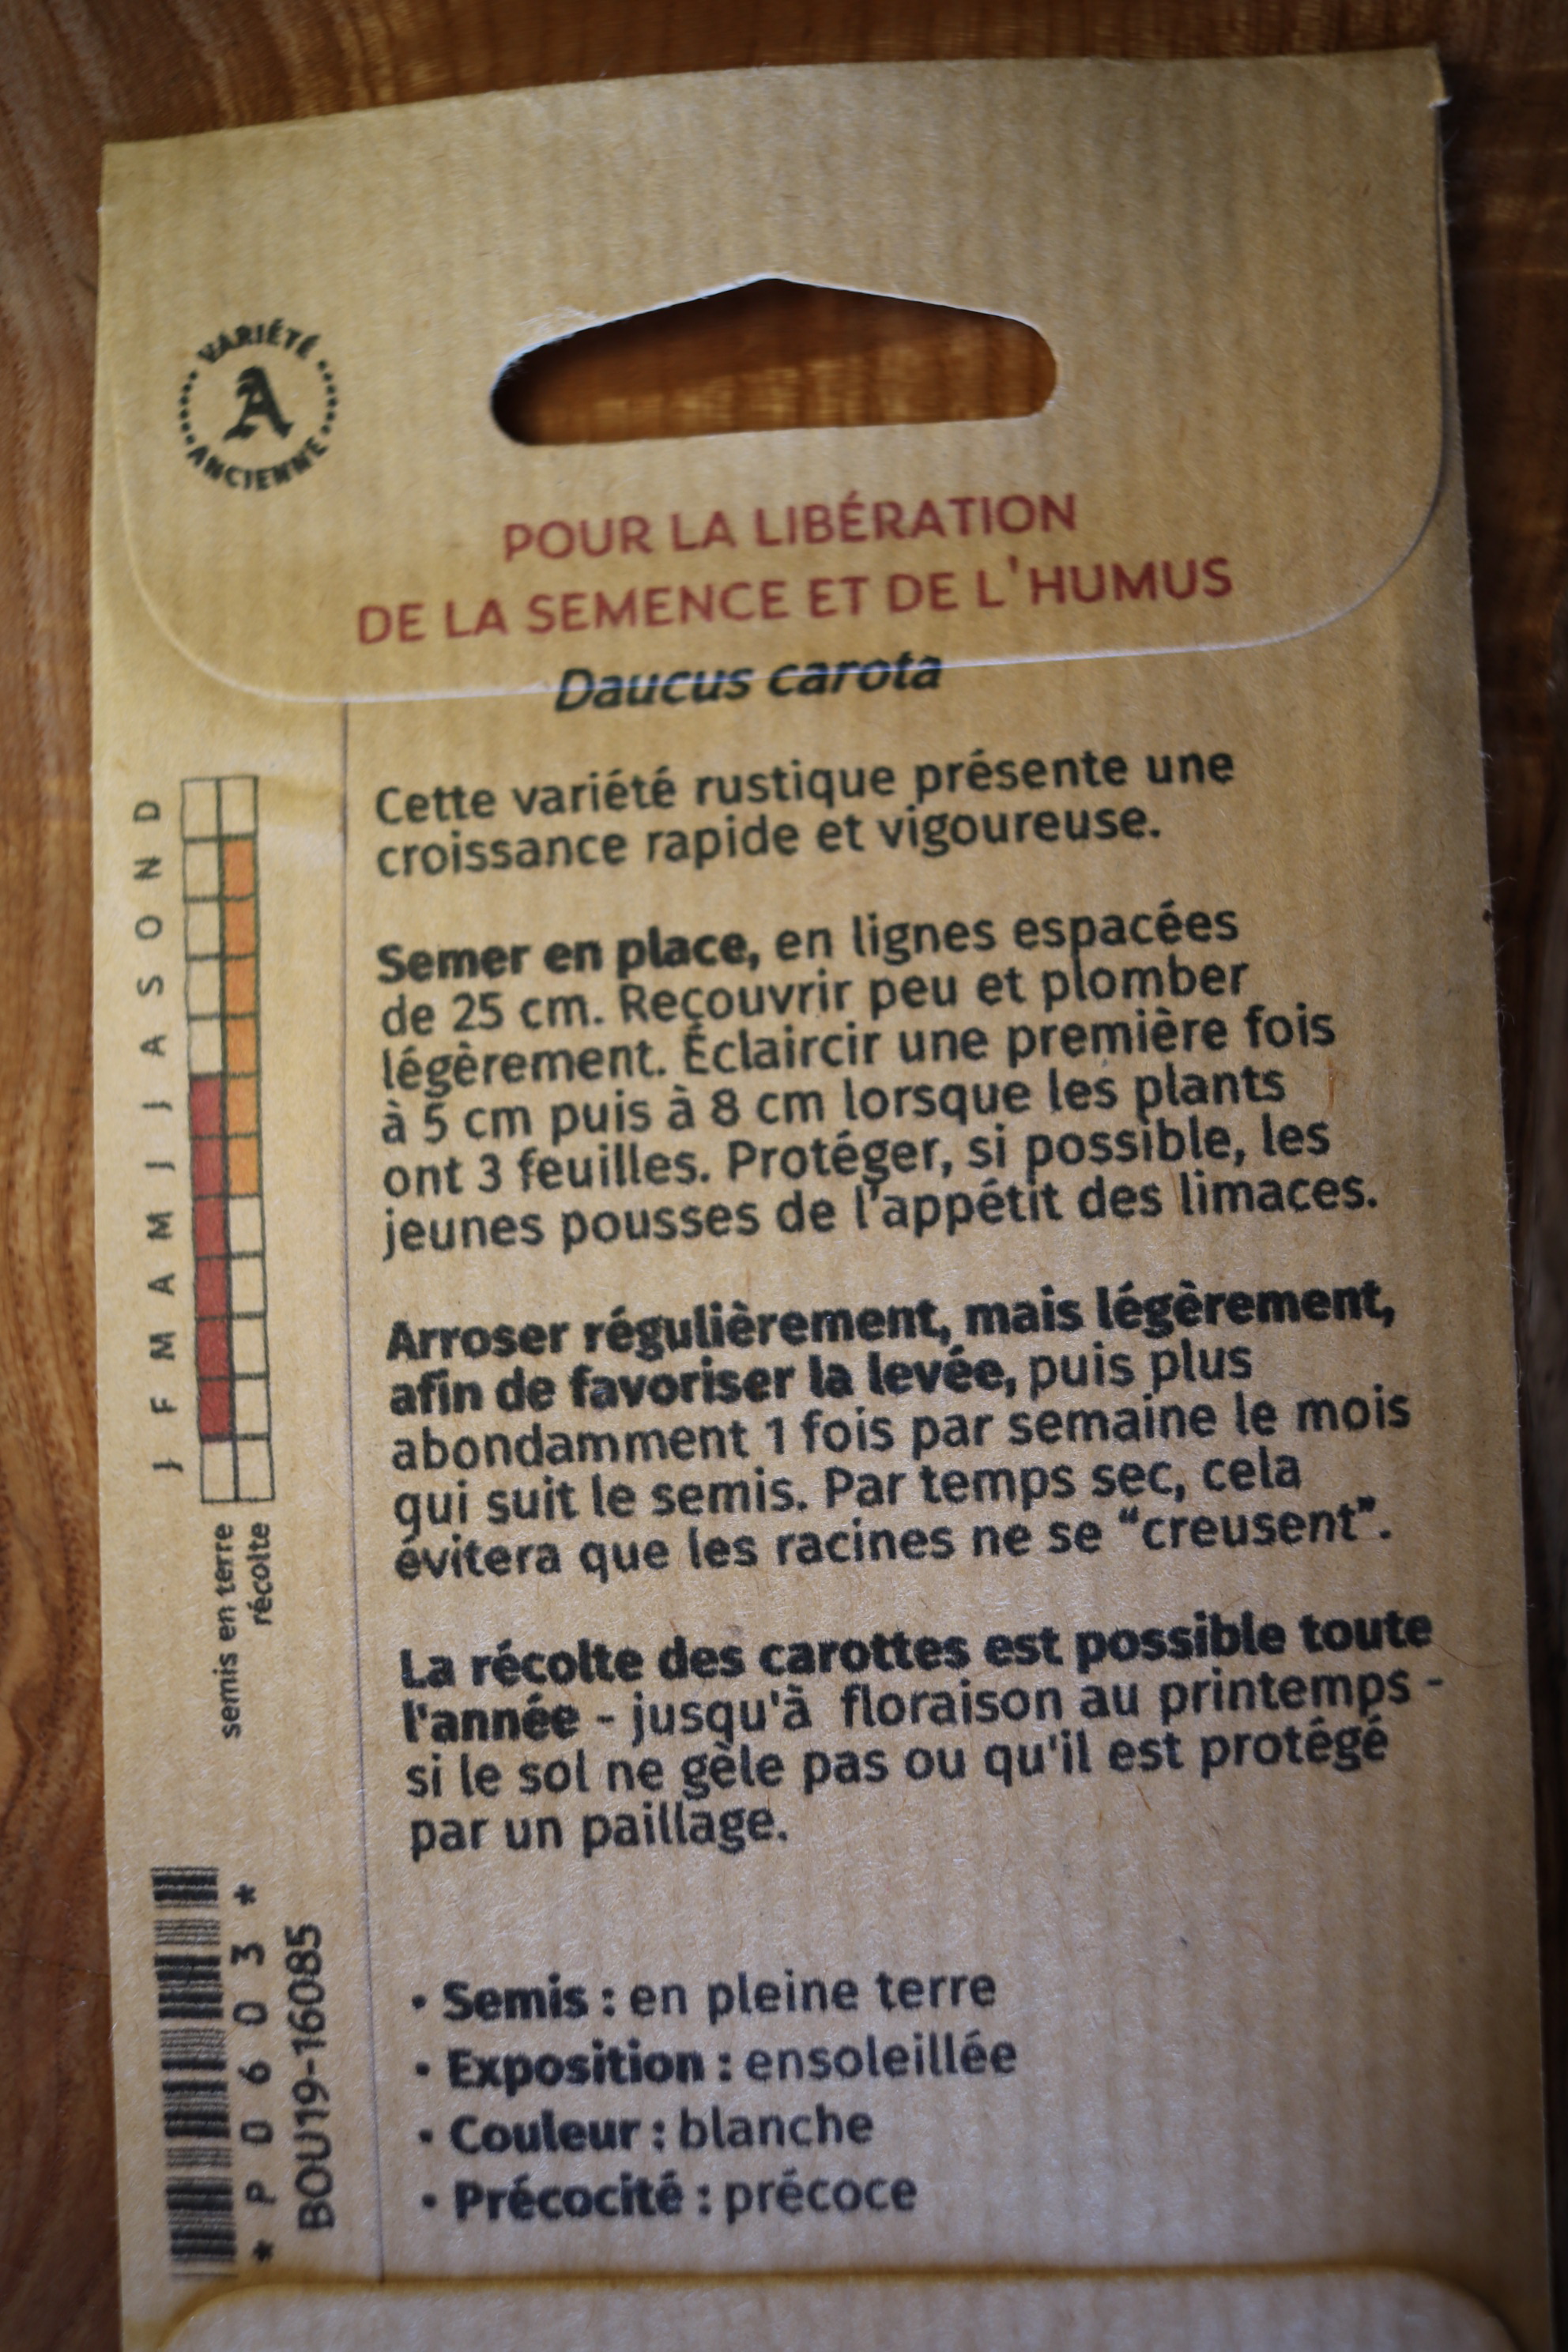 VARIÉTÉ
A
ANCIENNE
POUR LA LIBÉRATION
DE LA SEMENCE ET DE L'HUMUS
Daucus carota
Cette variété rustique présente une
croissance rapide et vigoureuse.
Semer en place, en lignes espacées
de 25 cm. Reçouvrir peu et plomber
légèrement. Éclaircir une première fois
à 5 cm puis à 8 cm lorsque les plants
ont 3 feuilles. Protéger, si possible, les
jeunes pousses de l'appétit des limaces.
Arroser régulièrement, mais légèrement,
afin de favoriser la levée, puis plus
abondamment 1 fois par semaine le mois
qui suit le semis. Par temps sec, cela
évitera que les racines ne se “creusent”.
La récolte des carottes est possible toute
l'année - jusqu'à floraison au printemps -
si le sol ne gèle pas ou qu'il est protégé
par un paillage.
• Semis : en pleine terre
• Exposition : ensoleillée
• Couleur : blanche
• Précocité : précoce
J F M A M J J A S O N D
semis en terre
récolte
* P 0 6 0 3 *
BOU19-16085